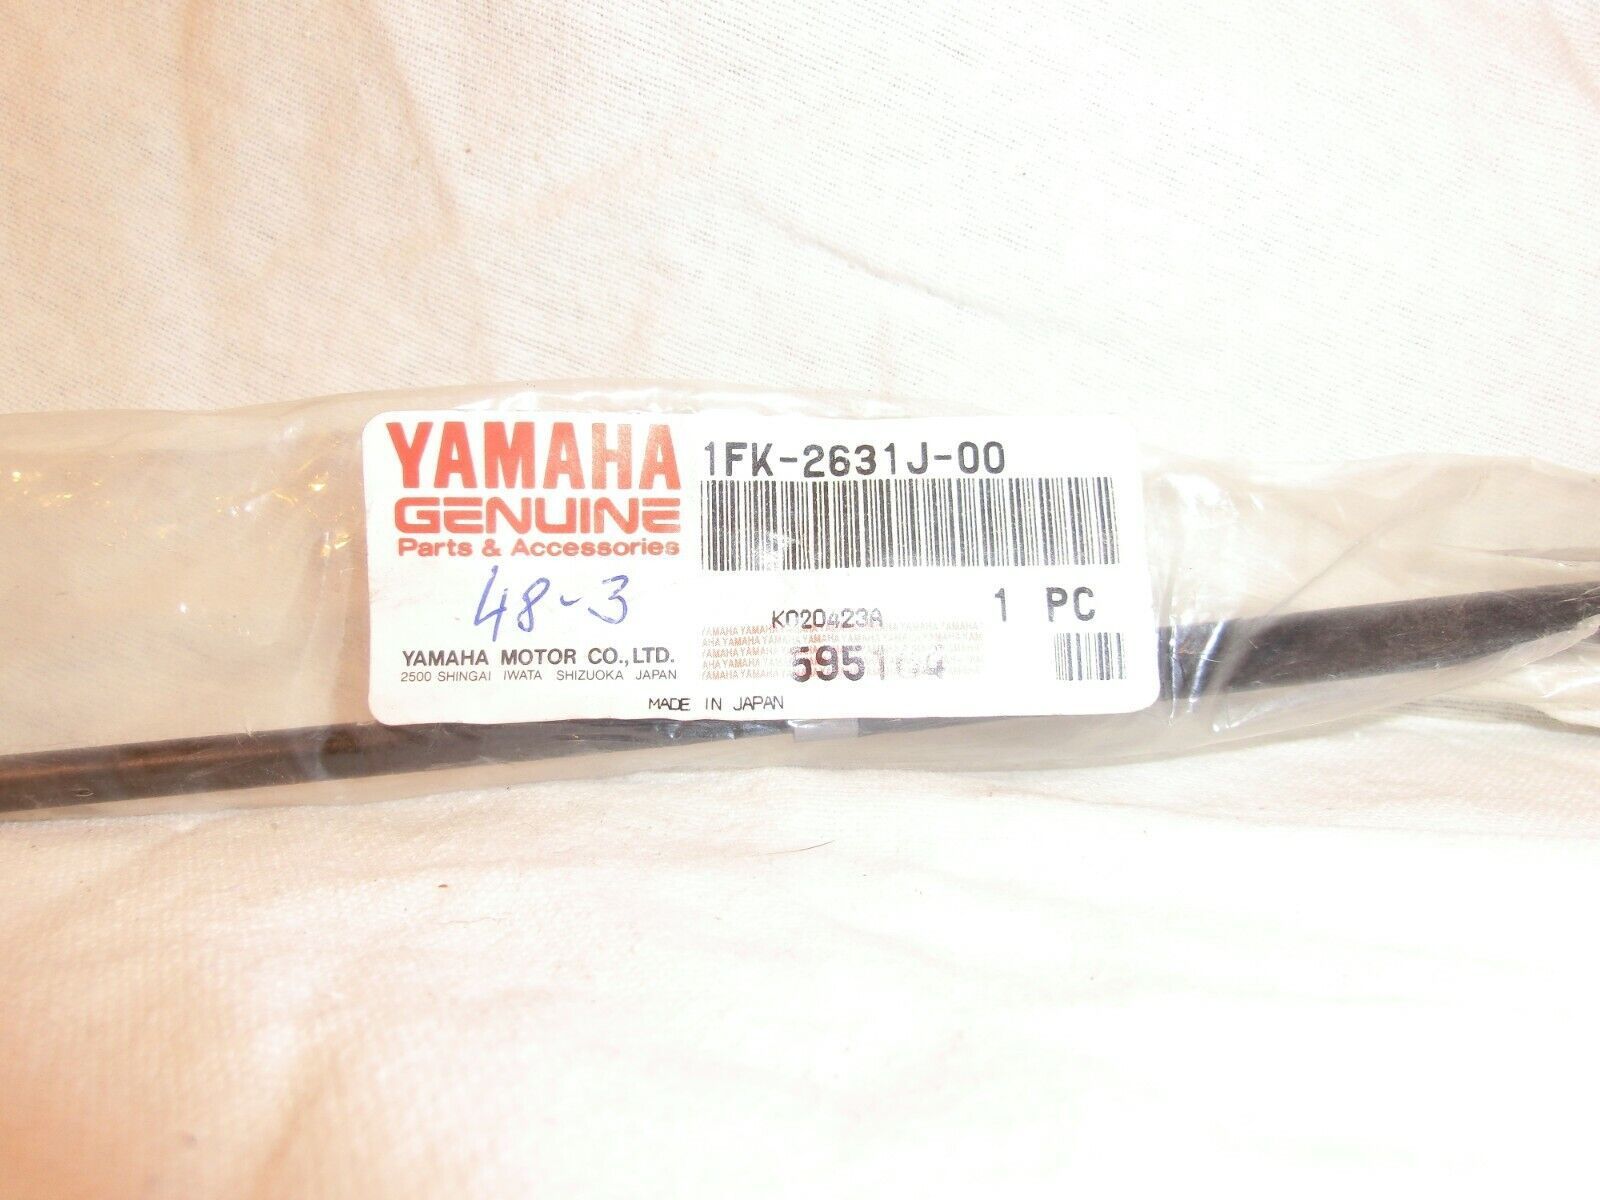 YAMAHA
GENUINE
Parts & Accessories
48-3
YAMAHA MOTOR CO., LTD.
2500 SHINGAI IWATA SHIZUOKA JAPAN
1FK-2631J-00
K020423A
1 PC
MADE IN JAPAN